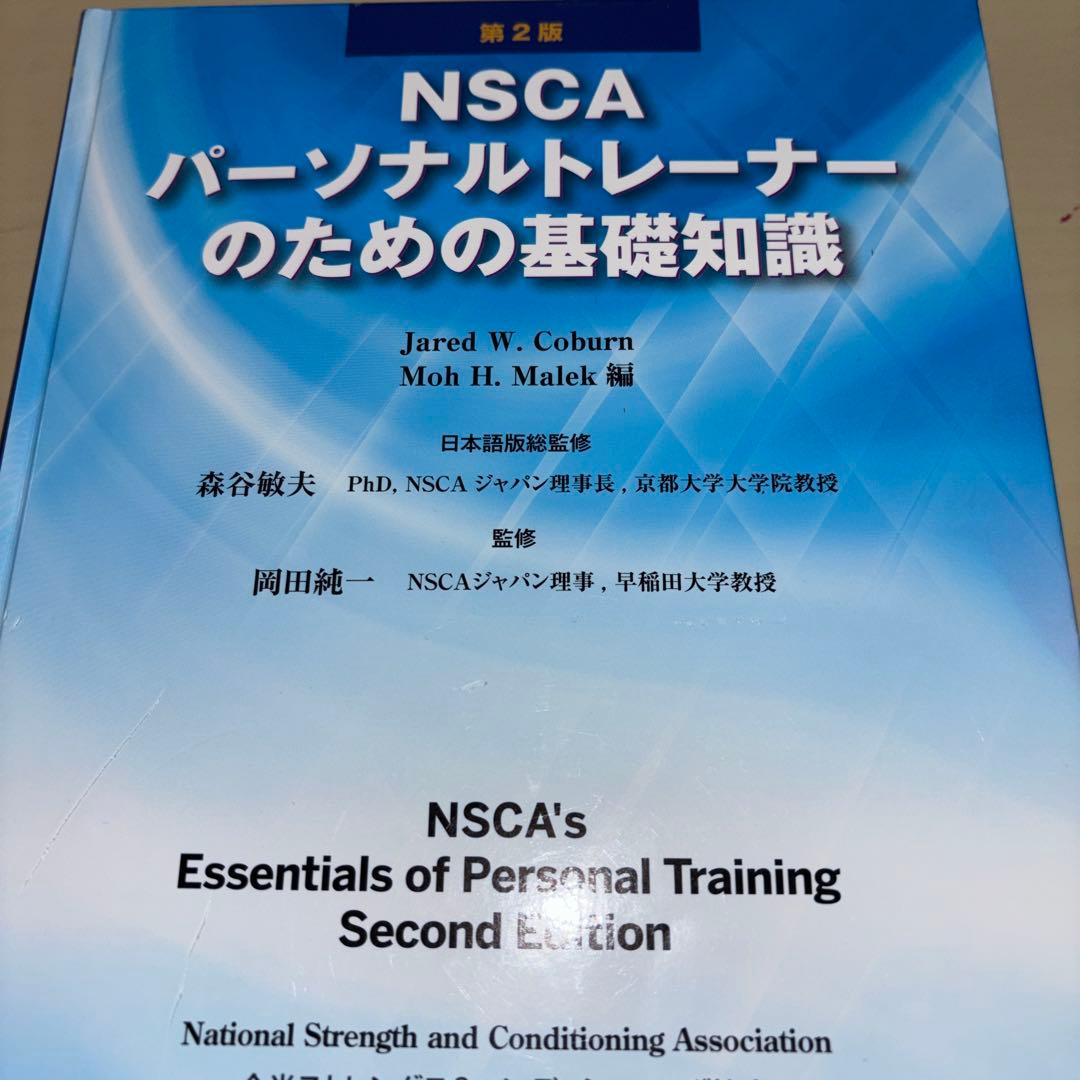 第2版
NSCA
パーソナルトレーナー
のための基礎知識
Jared W. Coburn
Moh H. Malek 編
日本語版総監修
森谷敏夫 PhD, NSCA ジャパン理事長, 京都大学大学院教授
監修
岡田純一 NSCAジャパン理事, 早稲田大学教授
NSCA's
Essentials of Personal Training
Second Edition
National Strength and Conditioning Association